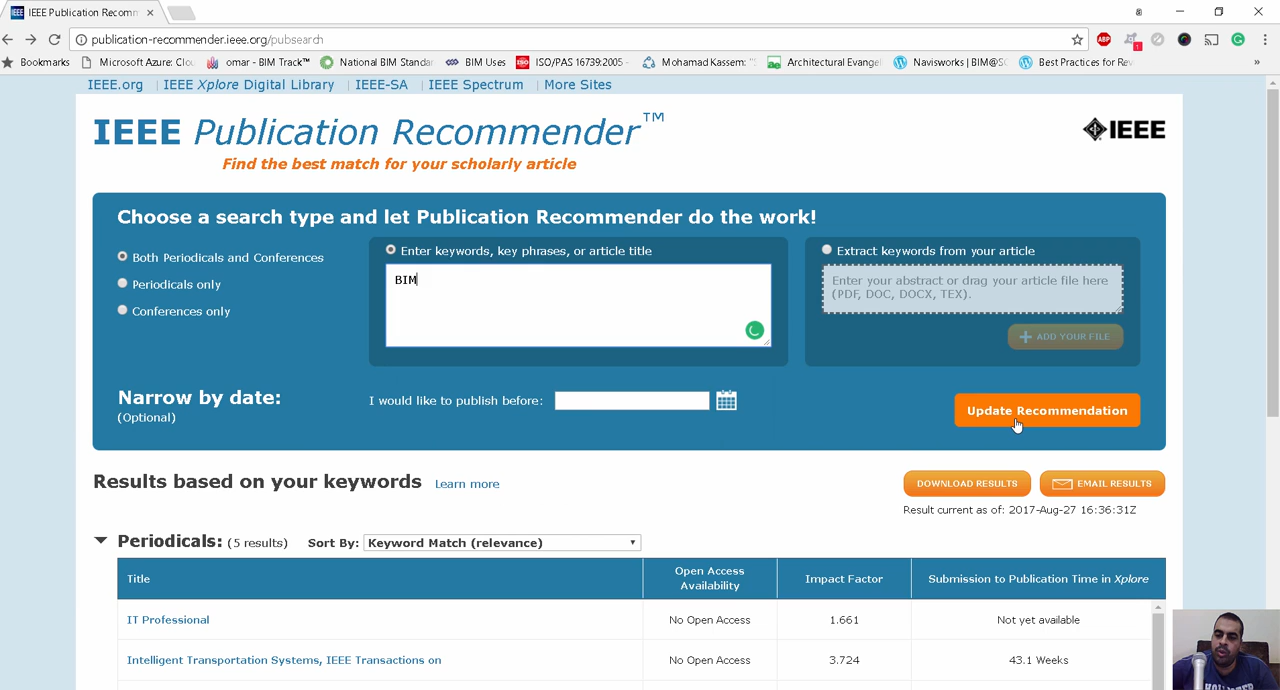 IEEE Publication Recomm
publication-recommender.ieee.org/pubsearch
ABP
1
Bookmarks
Microsoft Azure: Clou
omar - BIM Track™
National BIM Standa
BIM Uses
ISO
ISO/PAS 16739:2005 -
Mohamad Kassem: "
Architectural Evange
Navisworks | BIM@S
Best Practices for Rev
»
IEEE.org | IEEE Xplore Digital Library | IEEE-SA | IEEE Spectrum | More Sites
IEEE Publication Recommender™
IEEE
Find the best match for your scholarly article
Choose a search type and let Publication Recommender do the work!
Both Periodicals and Conferences
Periodicals only
Conferences only
Enter keywords, key phrases, or article title
BIM
Extract keywords from your article
Enter your abstract or drag your article file here
(PDF, DOC, DOCX, TEX).
ADD YOUR FILE
Narrow by date:
(Optional)
I would like to publish before:
Update Recommendation
Results based on your keywords
Learn more
DOWNLOAD RESULTS
EMAIL RESULTS
Result current as of: 2017-Aug-27 16:36:31Z
Periodicals: (5 results)
Sort By: Keyword Match (relevance)
Title
Open Access
Availability
Impact Factor
Submission to Publication Time in Xplore
IT Professional
No Open Access
1.661
Not yet available
Intelligent Transportation Systems, IEEE Transactions on
No Open Access
3.724
43.1 Weeks